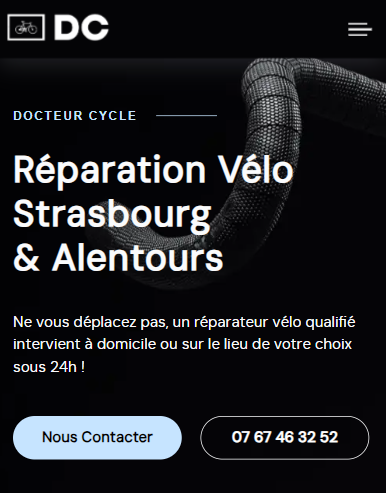 DC
DOCTEUR CYCLE
Réparation Vélo
Strasbourg
& Alentours
Ne vous déplacez pas, un réparateur vélo qualifié
intervient à domicile ou sur le lieu de votre choix
sous 24h !
Nous Contacter
07 67 46 32 52